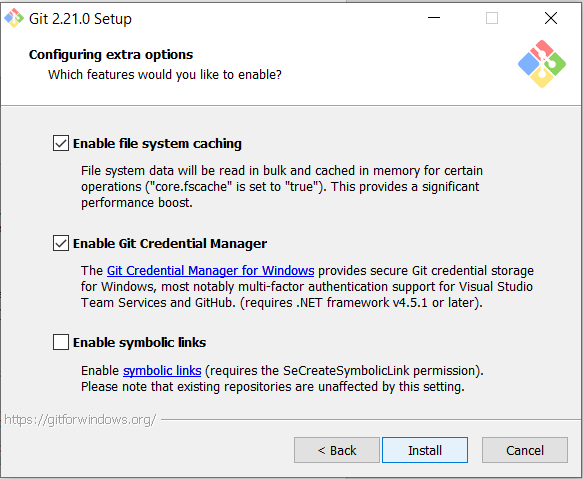 Git 2.21.0 Setup
Configuring extra options
Which features would you like to enable?
Enable file system caching
File system data will be read in bulk and cached in memory for certain
operations ("core.fscache" is set to "true"). This provides a significant
performance boost.
Enable Git Credential Manager
The Git Credential Manager for Windows provides secure Git credential storage
for Windows, most notably multi-factor authentication support for Visual Studio
Team Services and GitHub. (requires .NET framework v4.5.1 or later).
Enable symbolic links
Enable symbolic links (requires the SeCreateSymbolicLink permission).
Please note that existing repositories are unaffected by this setting.
https://gitforwindows.org/
< Back Install Cancel